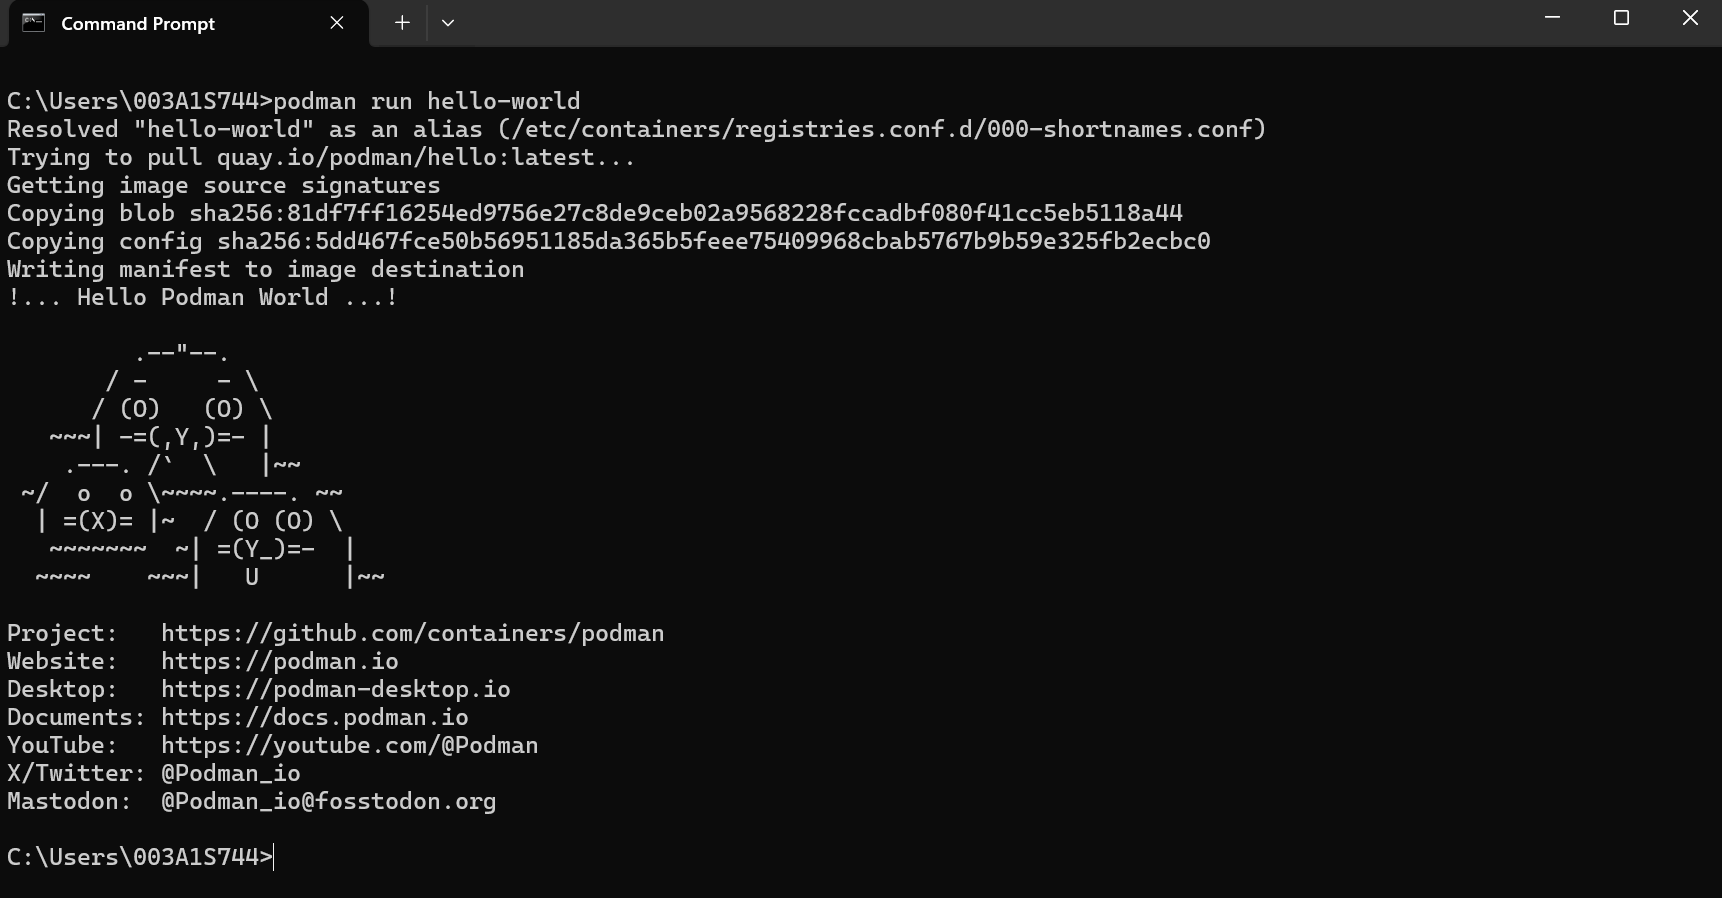 Command Prompt
C:\Users\003A1S744>podman run hello-world
Resolved "hello-world" as an alias (/etc/containers/registries.conf.d/000-shortnames.conf)
Trying to pull quay.io/podman/hello:latest...
Getting image source signatures
Copying blob sha256:81df7ff16254ed9756e27c8de9ceb02a9568228fccadbf080f41cc5eb5118a44
Copying config sha256:5dd467fce50b56951185da365b5feee75409968cbab5767b9b59e325fb2ecbc0
Writing manifest to image destination
!... Hello Podman World ...!

         .--"--.
       / -     - \
      / (O)   (O) \
   ~~~| -=(,Y,)=- |
    .---. /`  \   |~~
 ~/  o  o \~~~~.----. ~~
  | =(X)= |~  / (O (O) \
   ~~~~~~~  ~| =(Y_)=-  |
  ~~~~    ~~~|   U      |~~

Project:   https://github.com/containers/podman
Website:   https://podman.io
Desktop:   https://podman-desktop.io
Documents: https://docs.podman.io
YouTube:   https://youtube.com/@Podman
X/Twitter: @Podman_io
Mastodon:  @Podman_io@fosstodon.org

C:\Users\003A1S744>